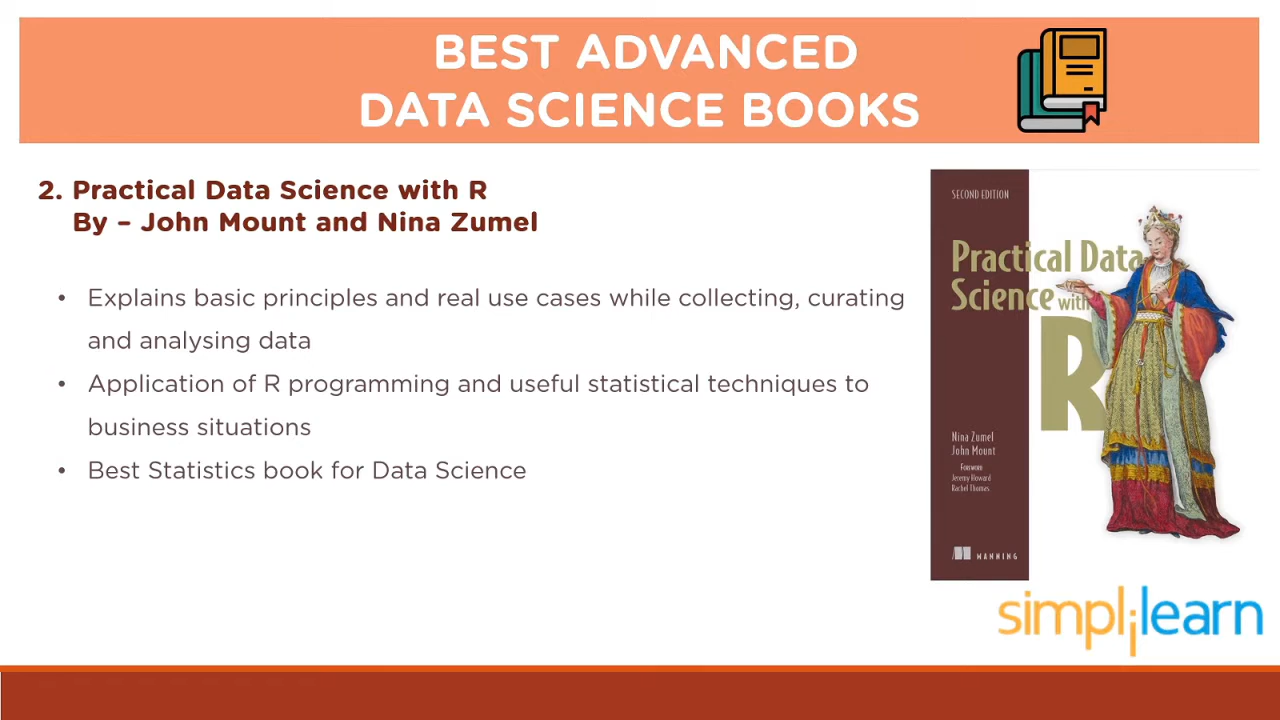 BEST ADVANCED
DATA SCIENCE BOOKS
2. Practical Data Science with R
By – John Mount and Nina Zumel
• Explains basic principles and real use cases while collecting, curating
and analysing data
• Application of R programming and useful statistical techniques to
business situations
• Best Statistics book for Data Science
SECOND EDITION
Practical Data
Science with
R
Nina Zumel
John Mount
FOREWORD
Jeremy Howard
Rachel Thomas
MANNING
simplilearn